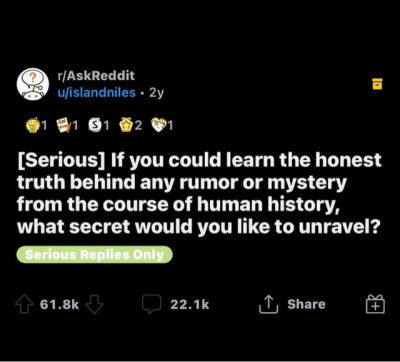 r/AskReddit
u/islandniles • 2y
1 1 S 1 2 1
[Serious] If you could learn the honest
truth behind any rumor or mystery
from the course of human history,
what secret would you like to unravel?
Serious Replies Only
61.8k 22.1k Share